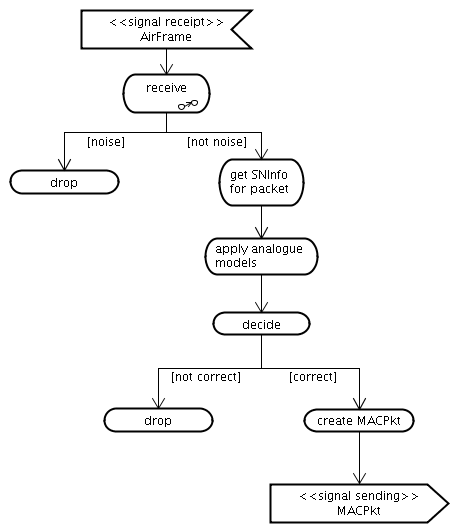 <<signal receipt>>
AirFrame
receive
[noise]
[not noise]
drop
get SNInfo
for packet
apply analogue
models
decide
[not correct]
[correct]
drop
create MACPkt
<<signal sending>>
MACPkt